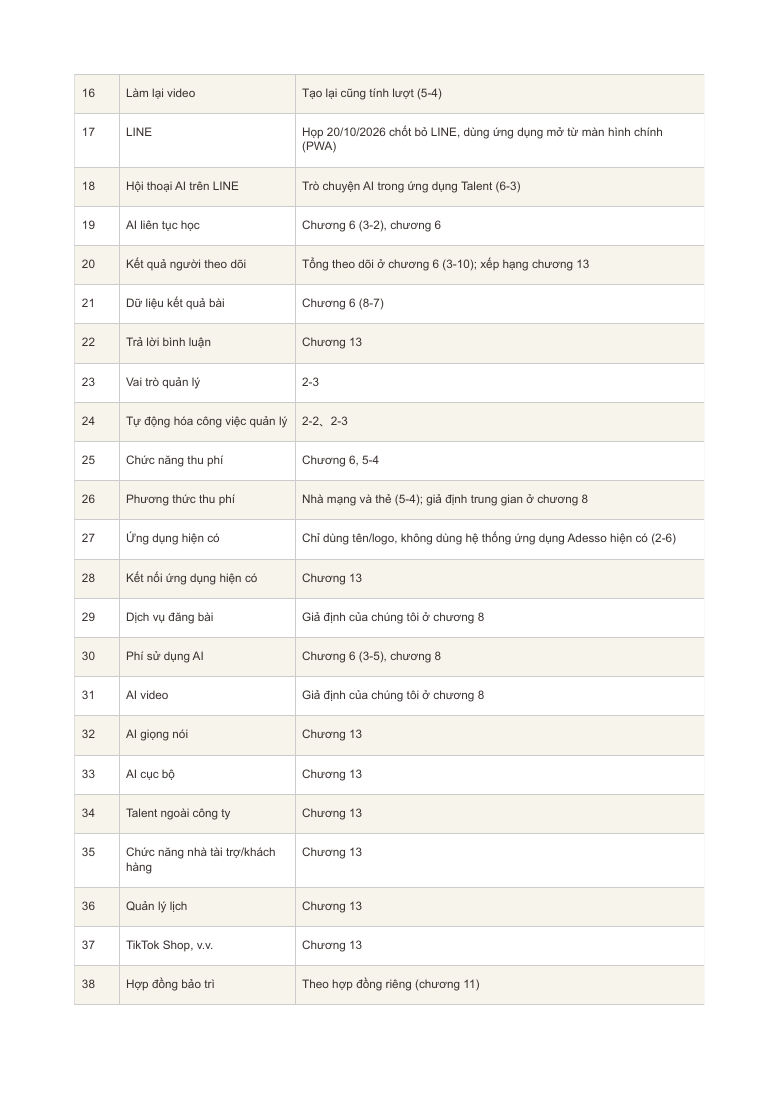 16 Làm lại video Tạo lại cũng tính lượt (5-4)
17 LINE Họp 20/10/2026 chốt bỏ LINE, dùng ứng dụng mở từ màn hình chính
(PWA)
18 Hội thoại AI trên LINE Trò chuyện AI trong ứng dụng Talent (6-3)
19 AI liên tục học Chương 6 (3-2), chương 6
20 Kết quả người theo dõi Tổng theo dõi ở chương 6 (3-10); xếp hạng chương 13
21 Dữ liệu kết quả bài Chương 6 (8-7)
22 Trả lời bình luận Chương 13
23 Vai trò quản lý 2-3
24 Tự động hóa công việc quản lý 2-2、2-3
25 Chức năng thu phí Chương 6, 5-4
26 Phương thức thu phí Nhà mạng và thẻ (5-4); giả định trung gian ở chương 8
27 Ứng dụng hiện có Chỉ dùng tên/logo, không dùng hệ thống ứng dụng Adesso hiện có (2-6)
28 Kết nối ứng dụng hiện có Chương 13
29 Dịch vụ đăng bài Giả định của chúng tôi ở chương 8
30 Phí sử dụng AI Chương 6 (3-5), chương 8
31 AI video Giả định của chúng tôi ở chương 8
32 AI giọng nói Chương 13
33 AI cục bộ Chương 13
34 Talent ngoài công ty Chương 13
35 Chức năng nhà tài trợ/khách Chương 13
hàng
36 Quản lý lịch Chương 13
37 TikTok Shop, v.v. Chương 13
38 Hợp đồng bảo trì Theo hợp đồng riêng (chương 11)